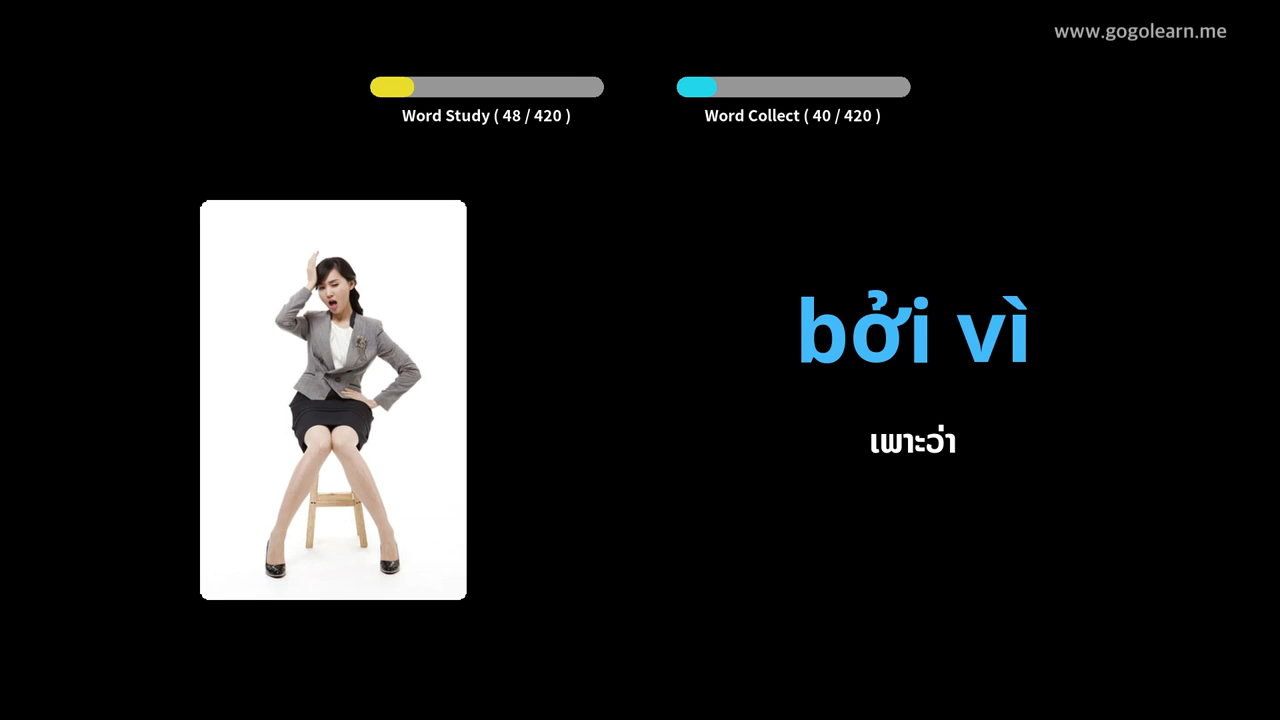 www.gogolearn.me
Word Study ( 48 / 420 )
Word Collect ( 40 / 420 )
bởi vì
เพาะว่า